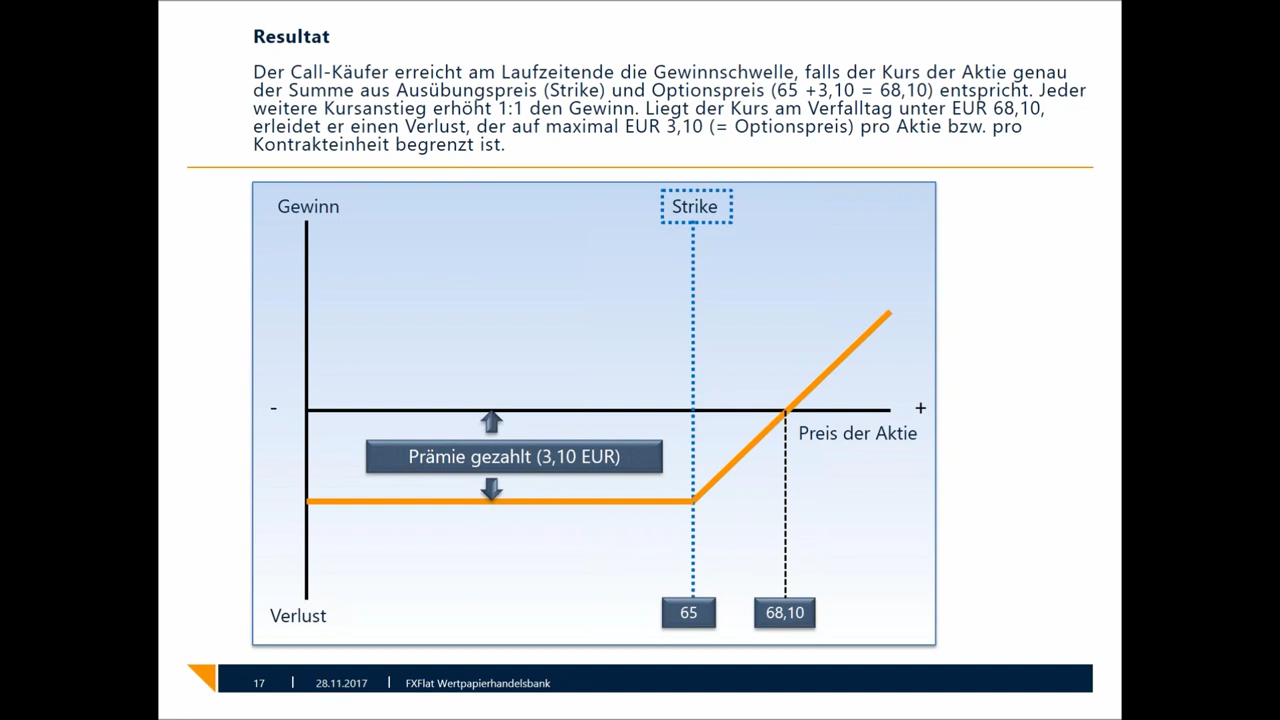 Resultat
Der Call-Käufer erreicht am Laufzeitende die Gewinnschwelle, falls der Kurs der Aktie genau
der Summe aus Ausübungspreis (Strike) und Optionspreis (65 +3,10 = 68,10) entspricht. Jeder
weitere Kursanstieg erhöht 1:1 den Gewinn. Liegt der Kurs am Verfalltag unter EUR 68,10,
erleidet er einen Verlust, der auf maximal EUR 3,10 (= Optionspreis) pro Aktie bzw. pro
Kontrakteinheit begrenzt ist.
Gewinn
Strike
-
+
Preis der Aktie
Prämie gezahlt (3,10 EUR)
Verlust
65
68,10
17 | 28.11.2017 | FXFlat Wertpapierhandelsbank